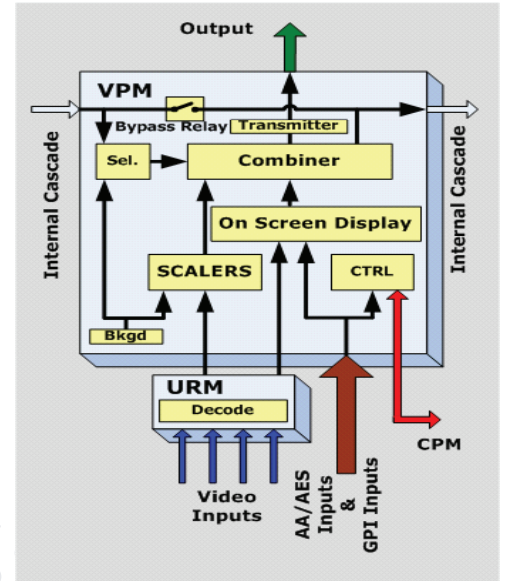 Output
VPM
Bypass Relay
Transmitter
Sel.
Combiner
Internal Cascade
Internal Cascade
On Screen Display
SCALERS
CTRL
Bkgd
URM
Decode
CPM
Video
Inputs
AA/AES
Inputs
&
GPI Inputs